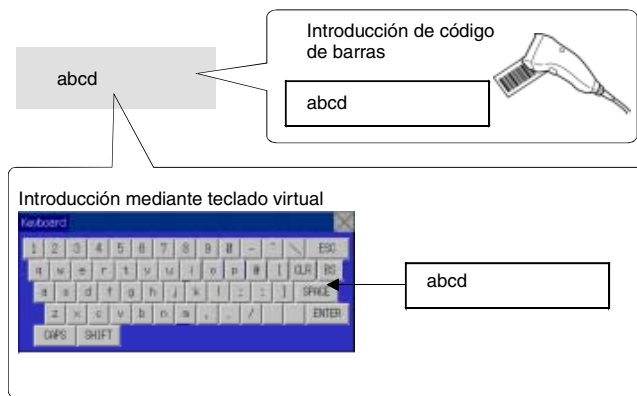 Introducción de código
de barras
abcd
abcd
Introducción mediante teclado virtual
Keyboard
1 2 3 4 5 6 7 8 9 0 - ^ \ ESC
q w e r t y u i o p @ [ CLR BS
a s d f g h j k l ; : ] SPACE
abcd
z x c v b n m , . / ENTER
CAPS SHIFT